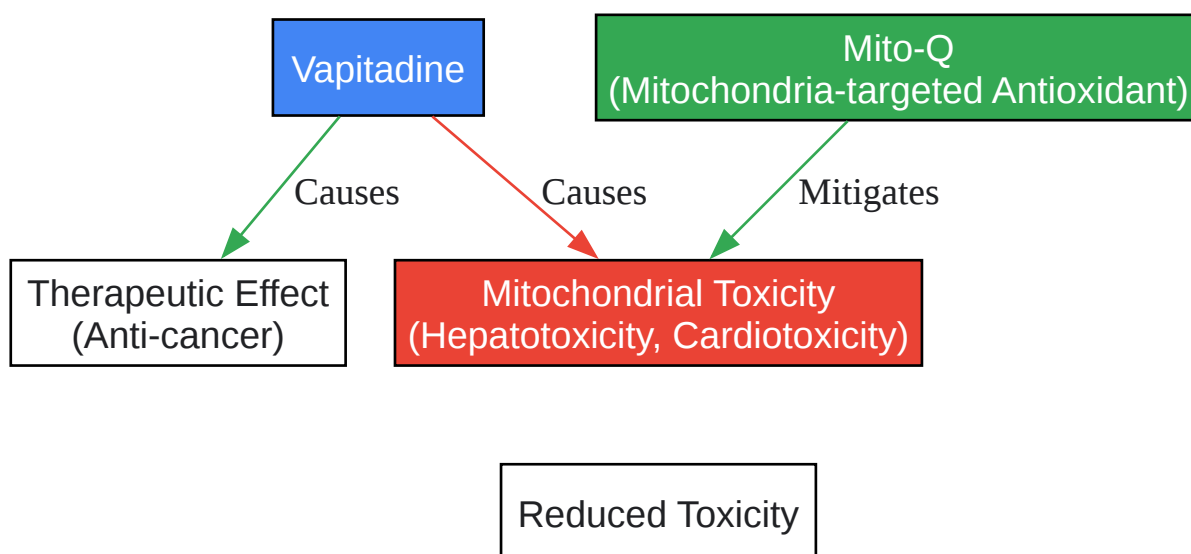 Vapitadine
Mito-Q
(Mitochondria-targeted Antioxidant)
Causes
Causes
Mitigates
Therapeutic Effect
(Anti-cancer)
Mitochondrial Toxicity
(Hepatotoxicity, Cardiotoxicity)
Reduced Toxicity